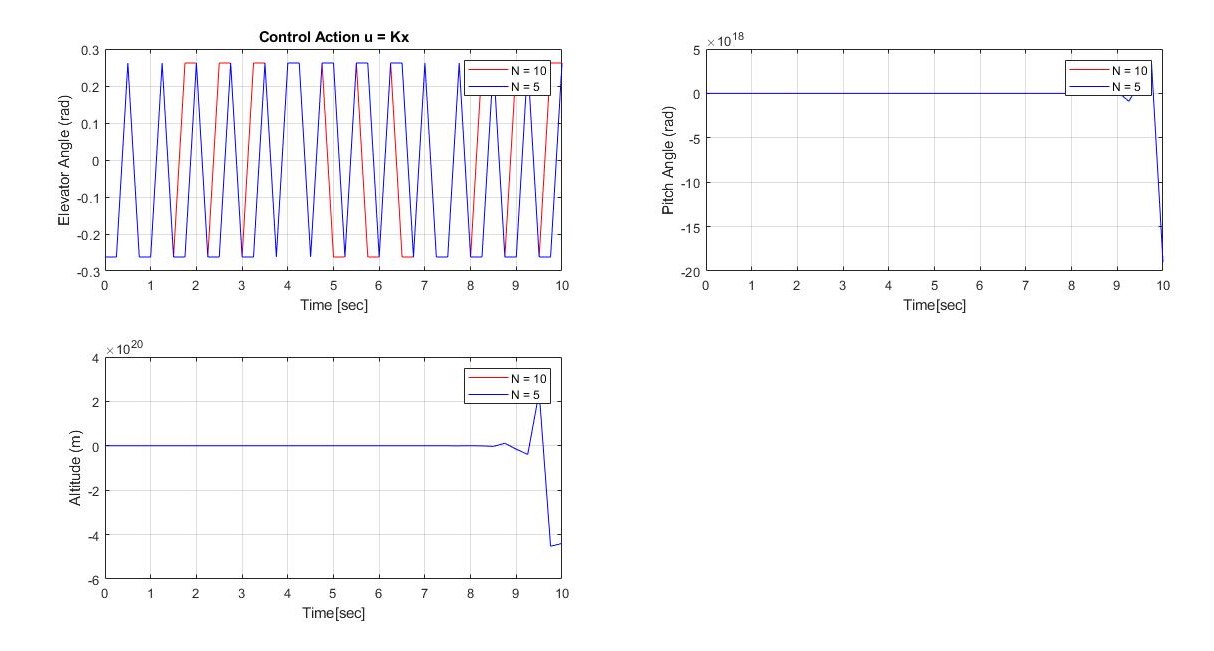 Control Action u = Kx
0.3
0.2
0.1
0
-0.1
-0.2
-0.3
Elevator Angle (rad)
N = 10
N = 5
0 1 2 3 4 5 6 7 8 9 10
Time [sec]
×10^18
5
0
-5
-10
-15
-20
Pitch Angle (rad)
N = 10
N = 5
0 1 2 3 4 5 6 7 8 9 10
Time[sec]
×10^20
4
2
0
-2
-4
-6
Altitude (m)
N = 10
N = 5
0 1 2 3 4 5 6 7 8 9 10
Time[sec]